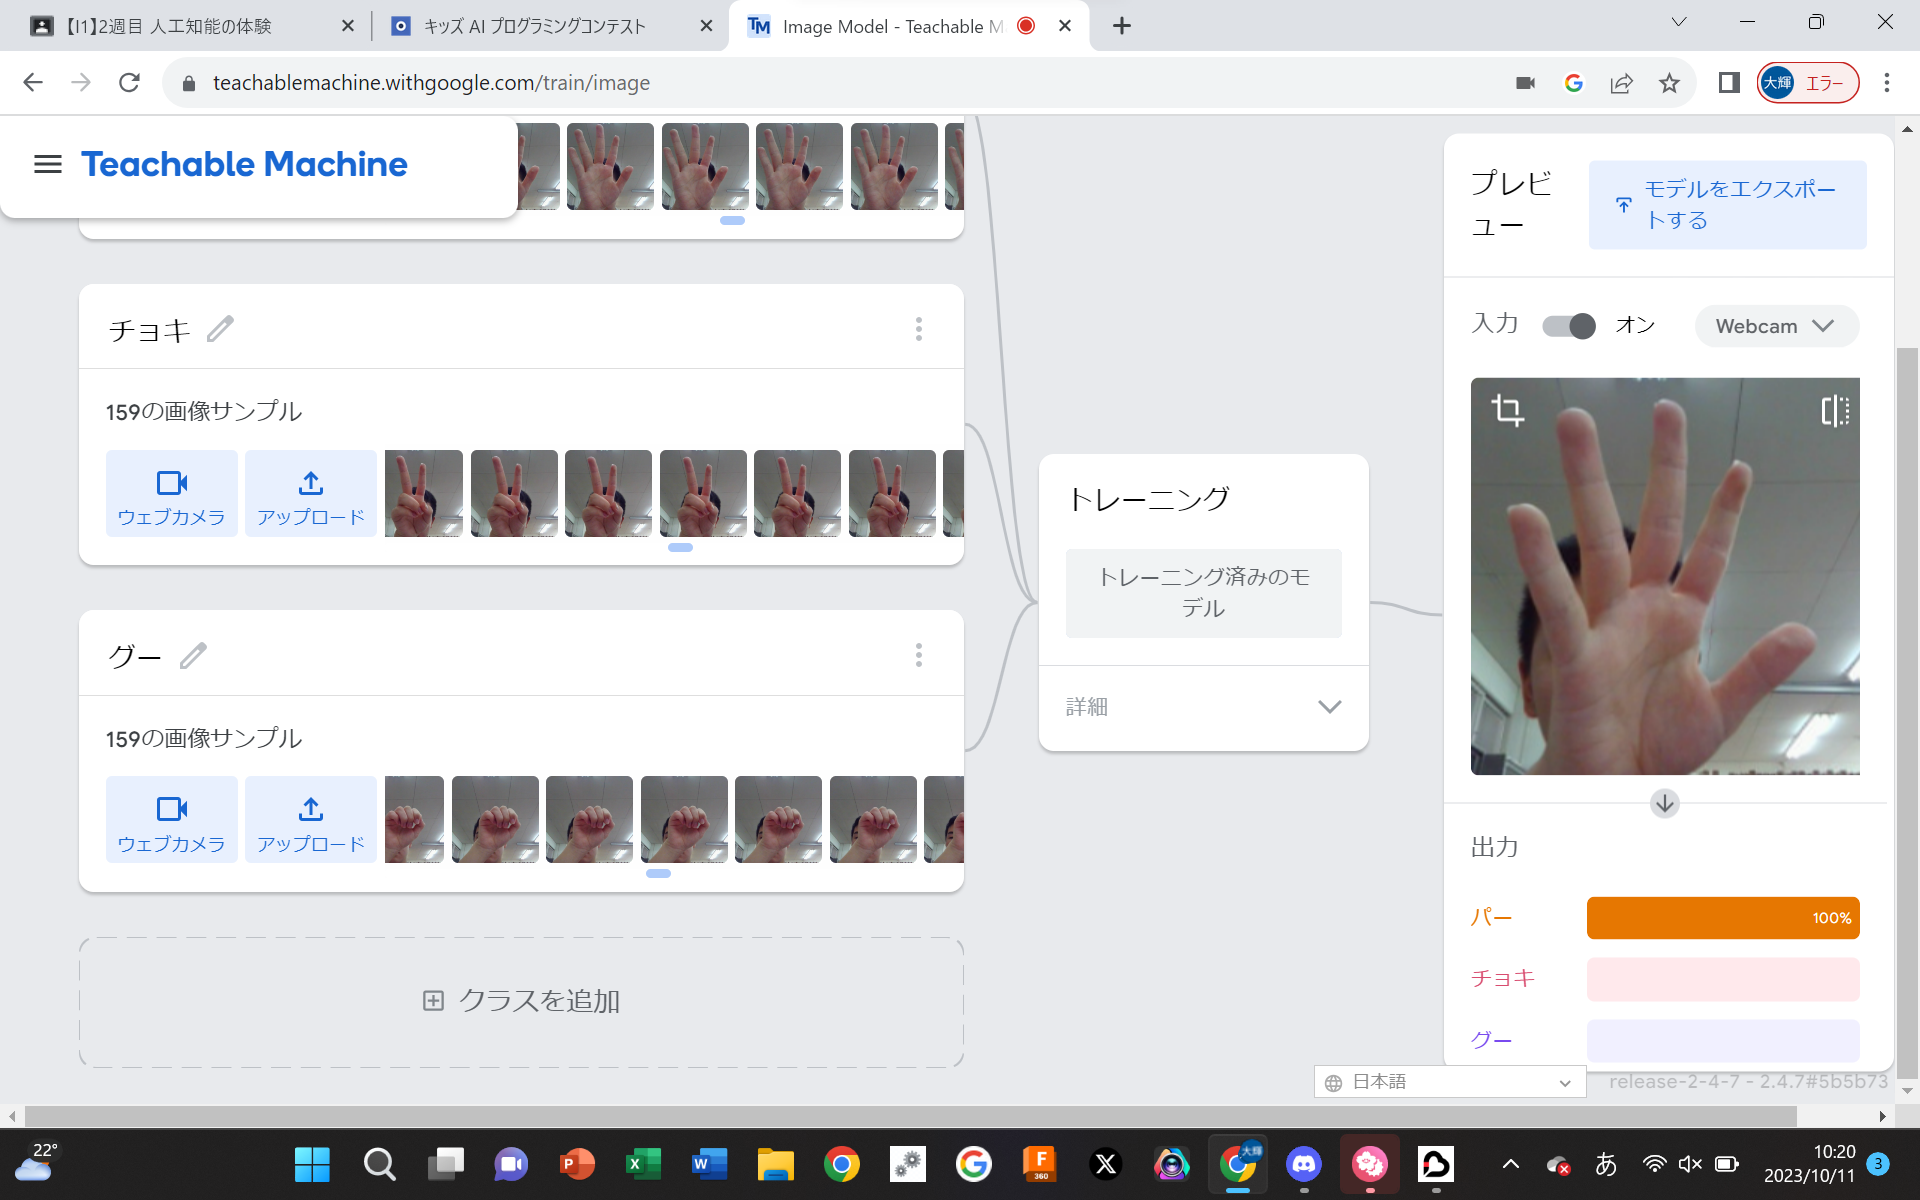 【I1】2週目 人工知能の体験
キッズ AI プログラミングコンテスト
TM Image Model - Teachable M
teachablemachine.withgoogle.com/train/image
大輝 エラー
Teachable Machine
チョキ
159の画像サンプル
ウェブカメラ
アップロード
グー
159の画像サンプル
ウェブカメラ
アップロード
クラスを追加
トレーニング
トレーニング済みのモ
デル
詳細
プレビ
ュー
モデルをエクスポー
トする
入力
オン
Webcam
出力
パー
100%
チョキ
グー
日本語
release-2-4-7 - 2.4.7#5b5b73
22°
P
X
W
G
F
360
大輝
あ
10:20
2023/10/11
3